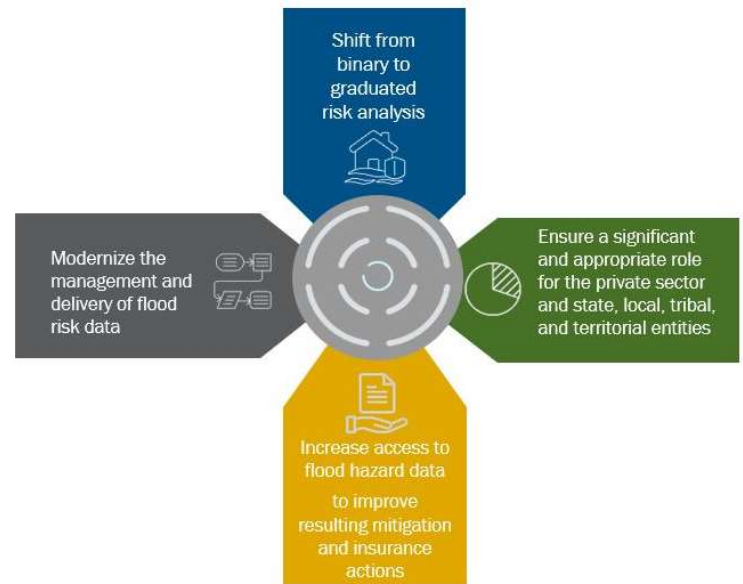 Shift from
binary to
graduated
risk analysis
Modernize the
management and
delivery of flood
risk data
Ensure a significant
and appropriate role
for the private sector
and state, local, tribal,
and territorial entities
Increase access to
flood hazard data
to improve
resulting mitigation
and insurance
actions